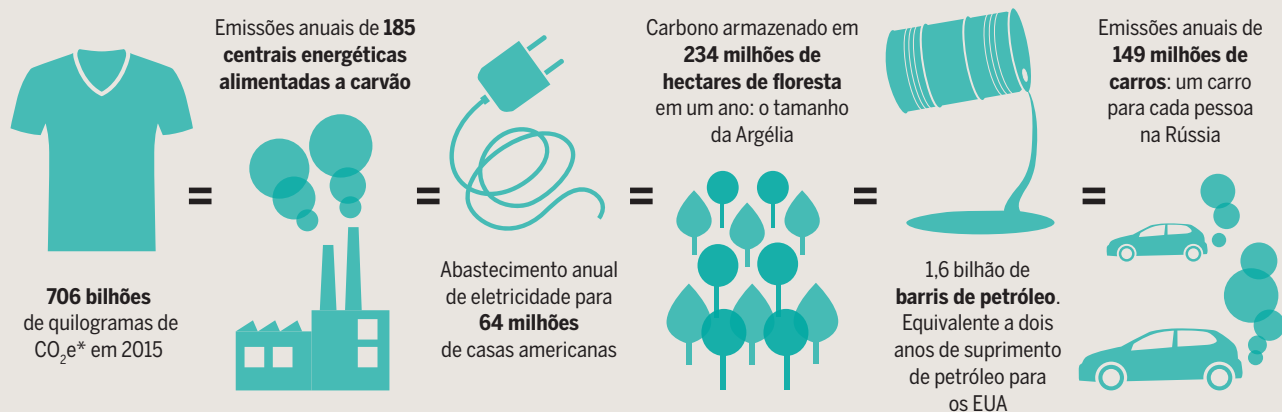 706 bilhões
de quilogramas de
CO₂e* em 2015
=
Emissões anuais de 185
centrais energéticas
alimentadas a carvão
=
Abastecimento anual
de eletricidade para
64 milhões
de casas americanas
=
Carbono armazenado em
234 milhões de
hectares de floresta
em um ano: o tamanho
da Argélia
=
1,6 bilhão de
barris de petróleo.
Equivalente a dois
anos de suprimento
de petróleo para
os EUA
=
Emissões anuais de
149 milhões de
carros: um carro
para cada pessoa
na Rússia